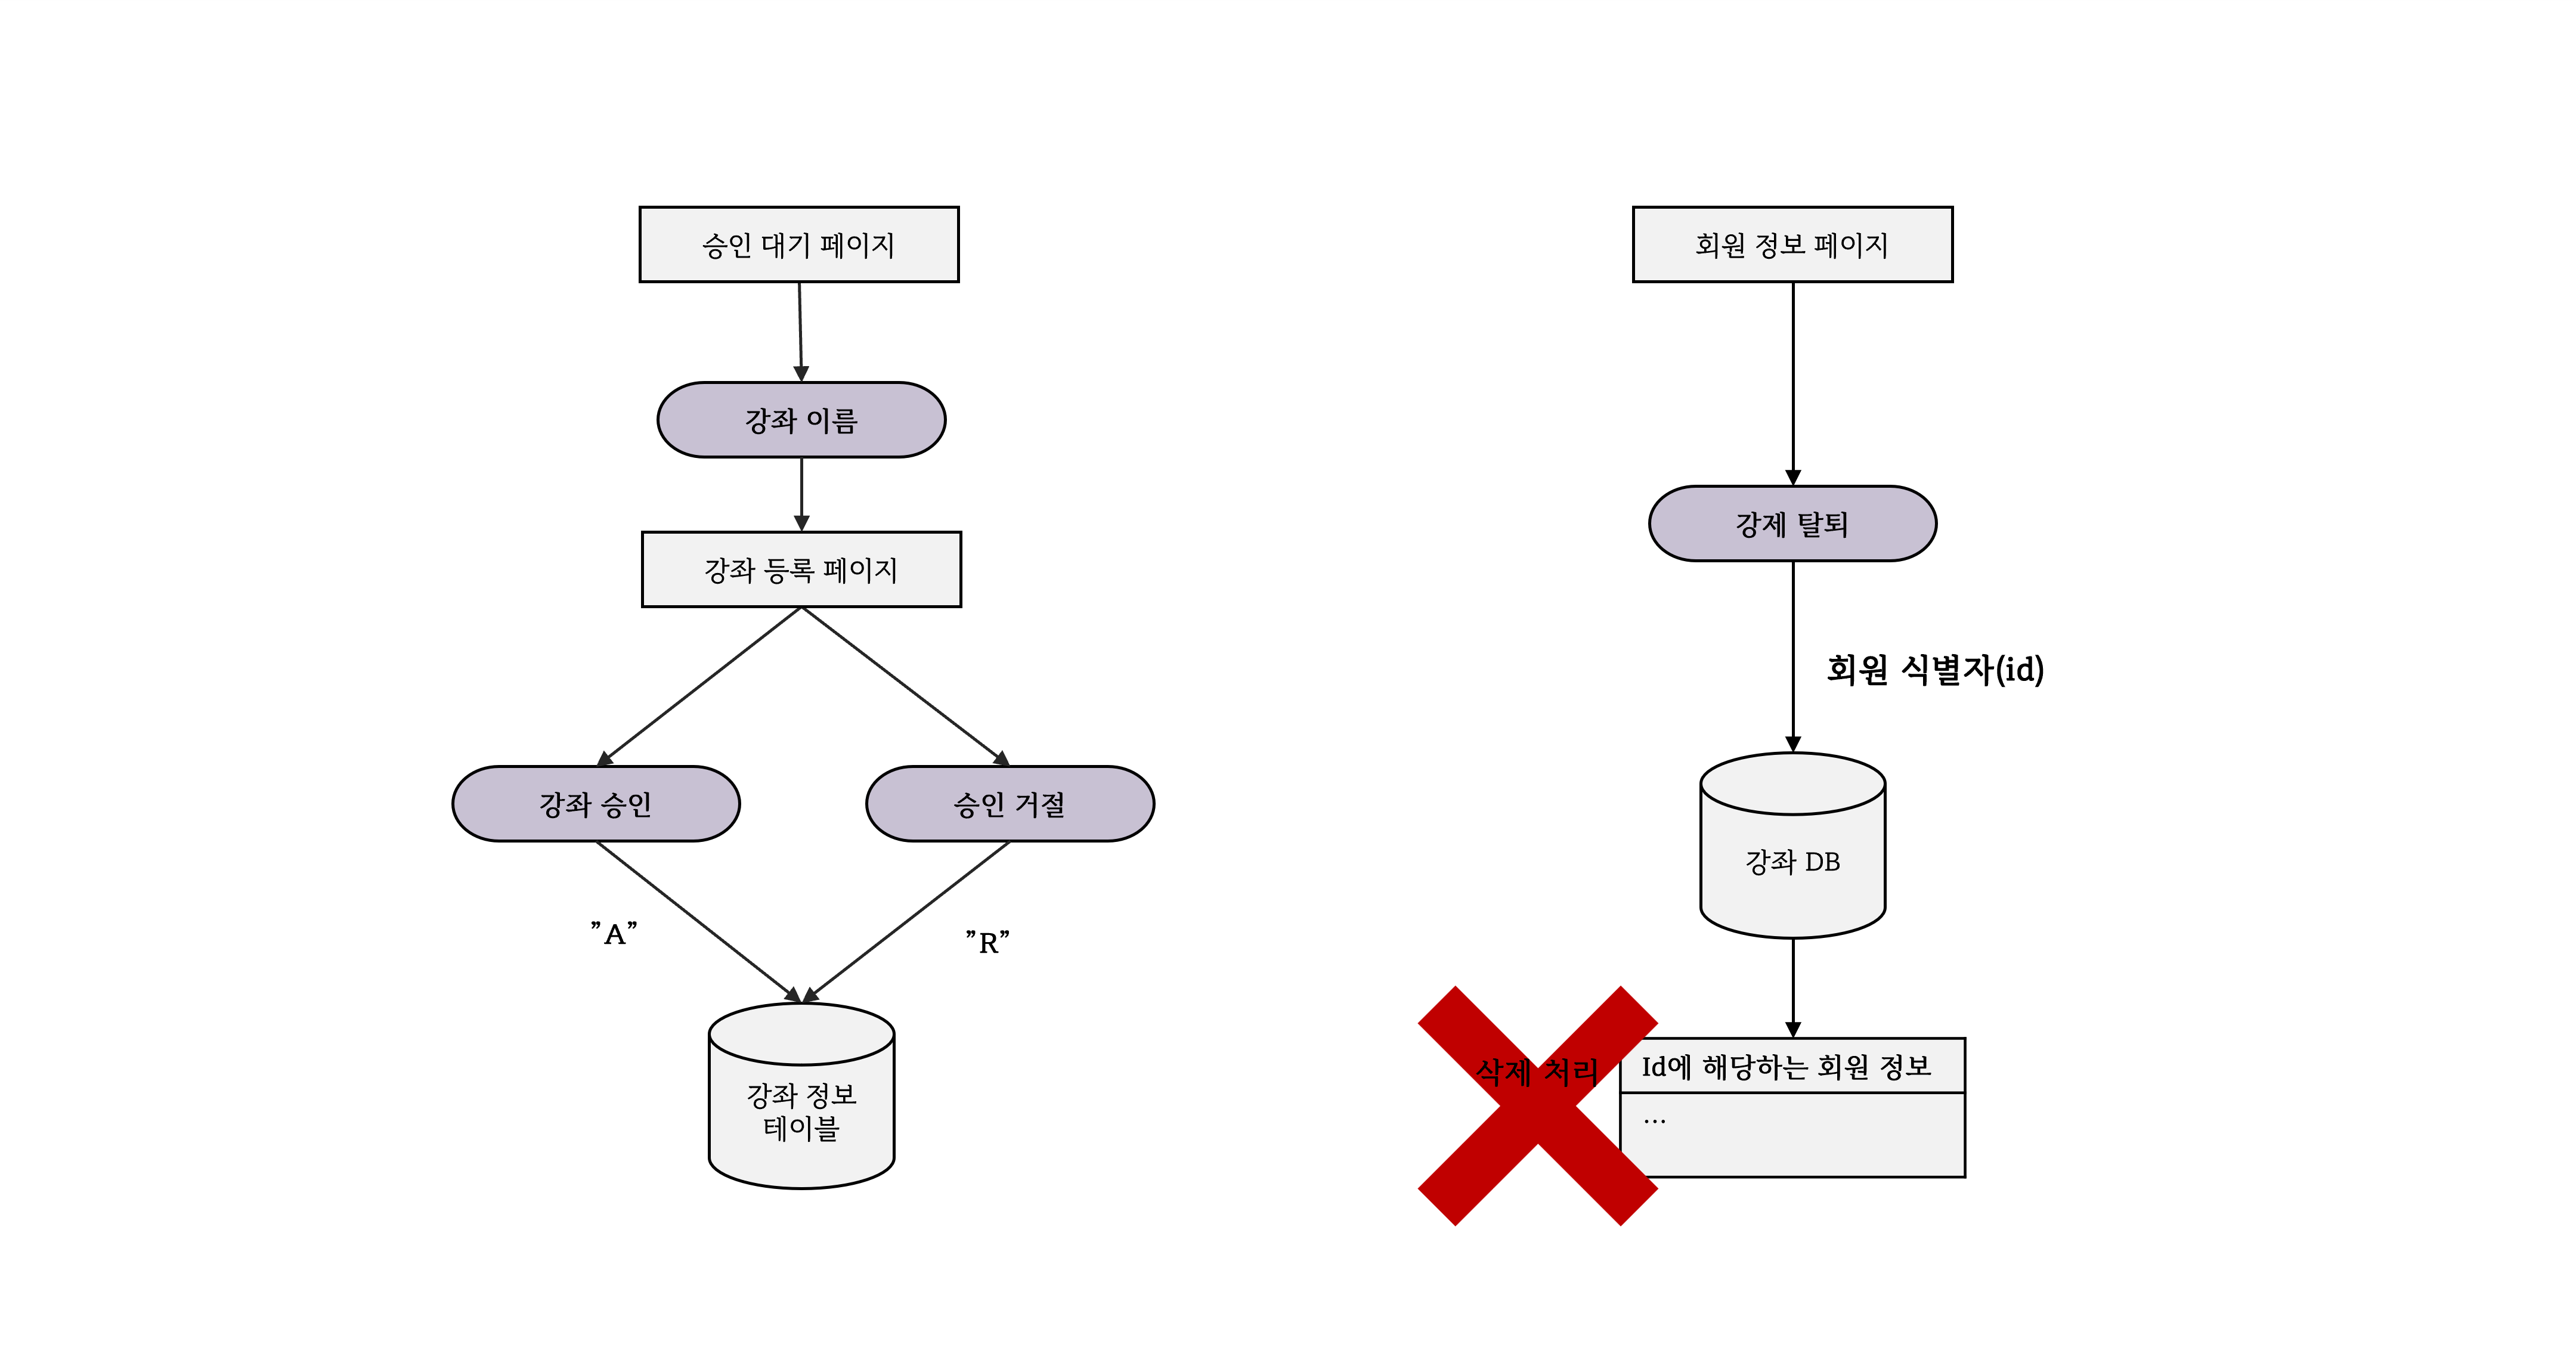 승인 대기 페이지
강좌 이름
강좌 등록 페이지
강좌 승인
승인 거절
”A”
”R”
강좌 정보
테이블
회원 정보 페이지
강제 탈퇴
회원 식별자(id)
강좌 DB
삭제 처리
Id에 해당하는 회원 정보
...